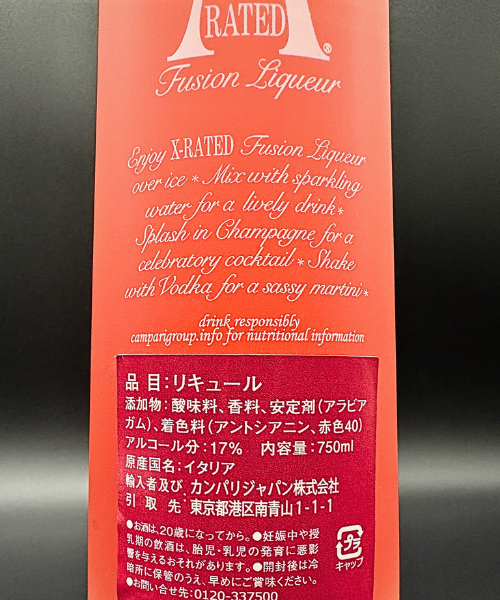 RATED
®
Fusion Liqueur
Enjoy X-RATED Fusion Liqueur
over ice * Mix with sparkling
water for a lively drink*
Splash in Champagne for a
celebratory cocktail * Shake
with Vodka for a sassy martini*
drink responsibly
camparigroup.info for nutritional information
品目:リキュール
添加物:酸味料、香料、安定剤(アラビア
ガム)、着色料(アントシアニン、赤色40)
アルコール分:17% 内容量:750ml
原産国名:イタリア
輸入者及び カンパリジャパン株式会社
引取先:東京都港区南青山1-1-1
●お酒は、20歳になってから。●妊娠中や授
乳期の飲酒は、胎児・乳児の発育に悪影
響を与えるおそれがあります。●開封後は冷
暗所に保管のうえ、早めにご賞味ください。
●お問い合せ先:0120-337500
プラ
キャップ